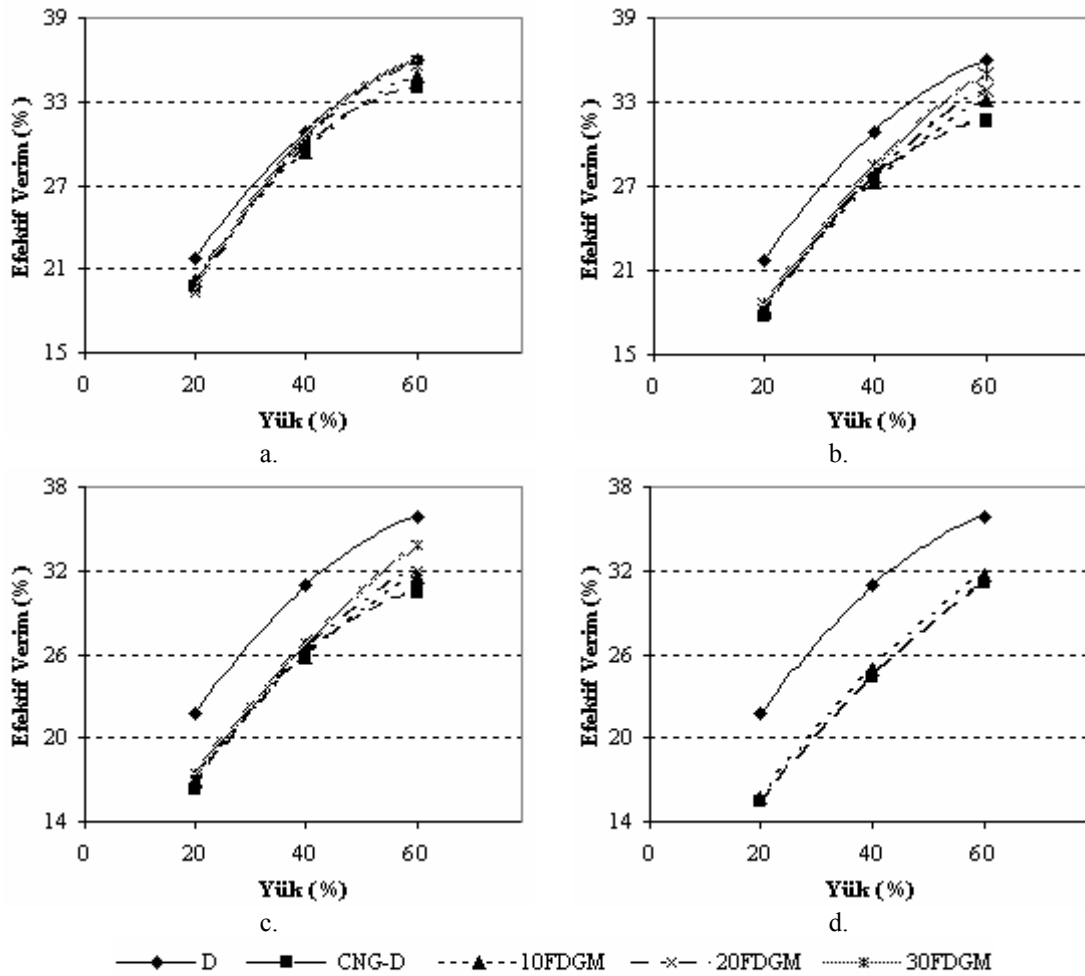 39
33
27
21
15
Efektif Verim (%)
0 20 40 60
Yük (%)
a.
39
33
27
21
15
Efektif Verim (%)
0 20 40 60
Yük (%)
b.
38
32
26
20
14
Efektif Verim (%)
0 20 40 60
Yük (%)
c.
38
32
26
20
14
Efektif Verim (%)
0 20 40 60
Yük (%)
d.
D CNG-D 10FDGM 20FDGM 30FDGM